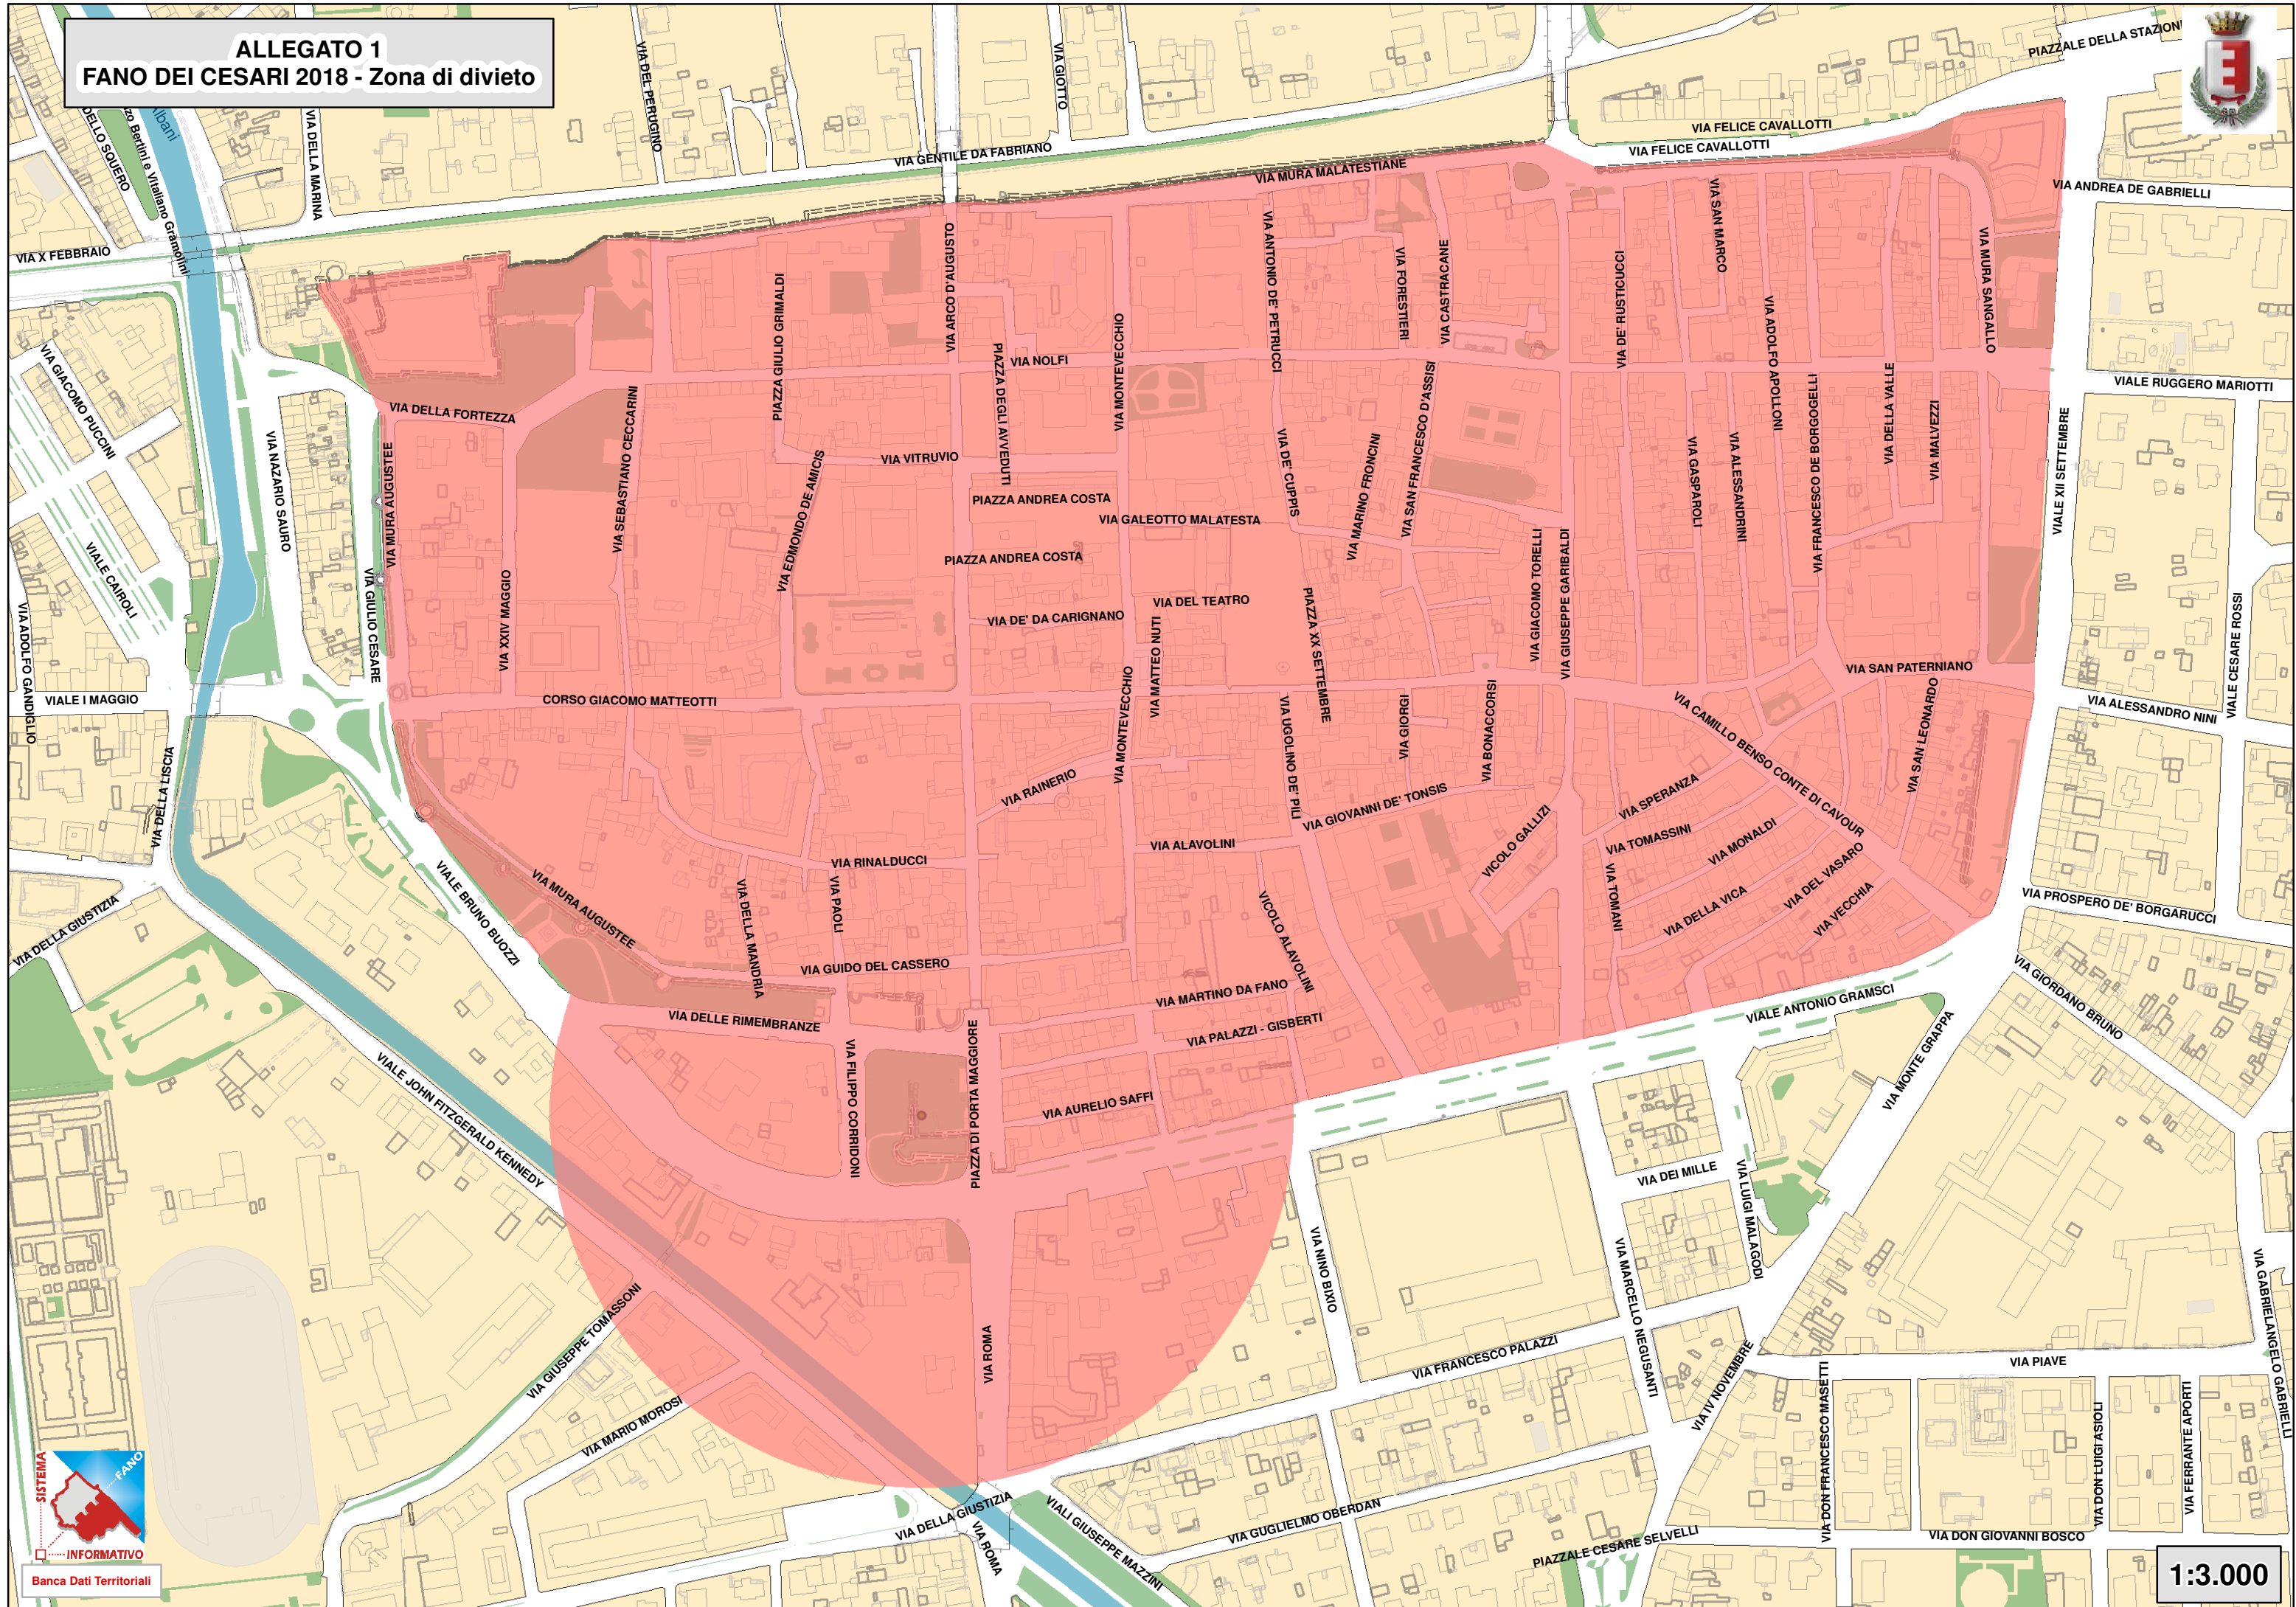 ALLEGATO 1
FANO DEI CESARI 2018 - Zona di divieto
PIAZZALE DELLA STAZION
VIA DEL PERUGINO
VIA GIOTTO
VIA FELICE CAVALLOTTI
VIA FELICE CAVALLOTTI
DELLO SQUERO
zo Bertini e Vitaliano Gramolini
Albani
VIA DELLA MARINA
VIA GENTILE DA FABRIANO
VIA MURA MALATESTIANE
VIA ANDREA DE GABRIELLI
VIA X FEBBRAIO
VIA ARCO D'AUGUSTO
VIA ANTONIO DE' PETRUCCI
VIA FORESTIERI
VIA CASTRACANE
VIA DE' RUSTICUCCI
VIA SAN MARCO
VIA MURA SANGALLO
PIAZZA GIULIO GRIMALDI
VIA MONTEVECCHIO
VIA ADOLFO APOLLONI
VIA GIACOMO PUCCINI
VIA NOLFI
PIAZZA DEGLI AVVEDUTI
VIALE RUGGERO MARIOTTI
VIA DELLA FORTEZZA
VIA SEBASTIANO CECCARINI
VIA SAN FRANCESCO D'ASSISI
VIA FRANCESCO DE BORGOGELLI
VIA DELLA VALLE
VIA MALVEZZI
VIALE XII SETTEMBRE
VIA NAZARIO SAURO
VIA MURA AUGUSTEE
VIA VITRUVIO
VIA DE' CUPPIS
VIA MARINO FRONCINI
VIA GASPAROLI
VIA ALESSANDRINI
VIA EDMONDO DE AMICIS
PIAZZA ANDREA COSTA
VIA GALEOTTO MALATESTA
PIAZZA ANDREA COSTA
VIALE CAIROLI
VIA GIULIO CESARE
VIA XXIV MAGGIO
VIA GIACOMO TORELLI
VIA GIUSEPPE GARIBALDI
VIA DEL TEATRO
VIA DE' DA CARIGNANO
PIAZZA XX SETTEMBRE
VIA ADOLFO GANDIGLIO
VIA MATTEO NUTI
VIALE CESARE ROSSI
VIA SAN PATERNIANO
VIALE I MAGGIO
CORSO GIACOMO MATTEOTTI
VIA MONTEVECCHIO
VIA UGOLINO DE' PILI
VIA GIORGI
VIA BONACCORSI
VIA CAMILLO BENSO CONTE DI CAVOUR
VIA SAN LEONARDO
VIA ALESSANDRO NINI
VIA DELLA LISCIA
VIA RAINERIO
VIA GIOVANNI DE' TONSIS
VIA SPERANZA
VICOLO GALLIZI
VIA TOMASSINI
VIA MONALDI
VIA ALAVOLINI
VIA RINALDUCCI
VIALE BRUNO BUOZZI
VIA MURA AUGUSTEE
VIA DELLA MANDRIA
VIA PAOLI
VICOLO ALAVOLINI
VIA TOMANI
VIA DELLA VICA
VIA DEL VASARO
VIA VECCHIA
VIA PROSPERO DE' BORGARUCCI
VIA DELLA GIUSTIZIA
VIA GUIDO DEL CASSERO
VIA MARTINO DA FANO
VIALE ANTONIO GRAMSCI
VIA GIORDANO BRUNO
VIA DELLE RIMEMBRANZE
VIA PALAZZI - GISBERTI
VIA MONTE GRAPPA
VIALE JOHN FITZGERALD KENNEDY
VIA FILIPPO CORRIDONI
PIAZZA DI PORTA MAGGIORE
VIA AURELIO SAFFI
VIA DEI MILLE
VIA LUIGI MALAGODI
VIA NINO BIXIO
VIA MARCELLO NEGUSANTI
VIA GABRIELANGELO GABRIELLI
VIA GIUSEPPE TOMASSONI
VIA ROMA
VIA FRANCESCO PALAZZI
VIA IV NOVEMBRE
VIA PIAVE
VIA MARIO MOROSI
VIA DON FRANCESCO MASETTI
VIA DON LUIGI ASIOLI
VIA FERRANTE APORTI
VIA DELLA GIUSTIZIA
VIALI GIUSEPPE MAZZINI
VIA GUGLIELMO OBERDAN
VIA ROMA
PIAZZALE CESARE SELVELLI
VIA DON GIOVANNI BOSCO
SISTEMA
FANO
INFORMATIVO
Banca Dati Territoriali
1:3.000